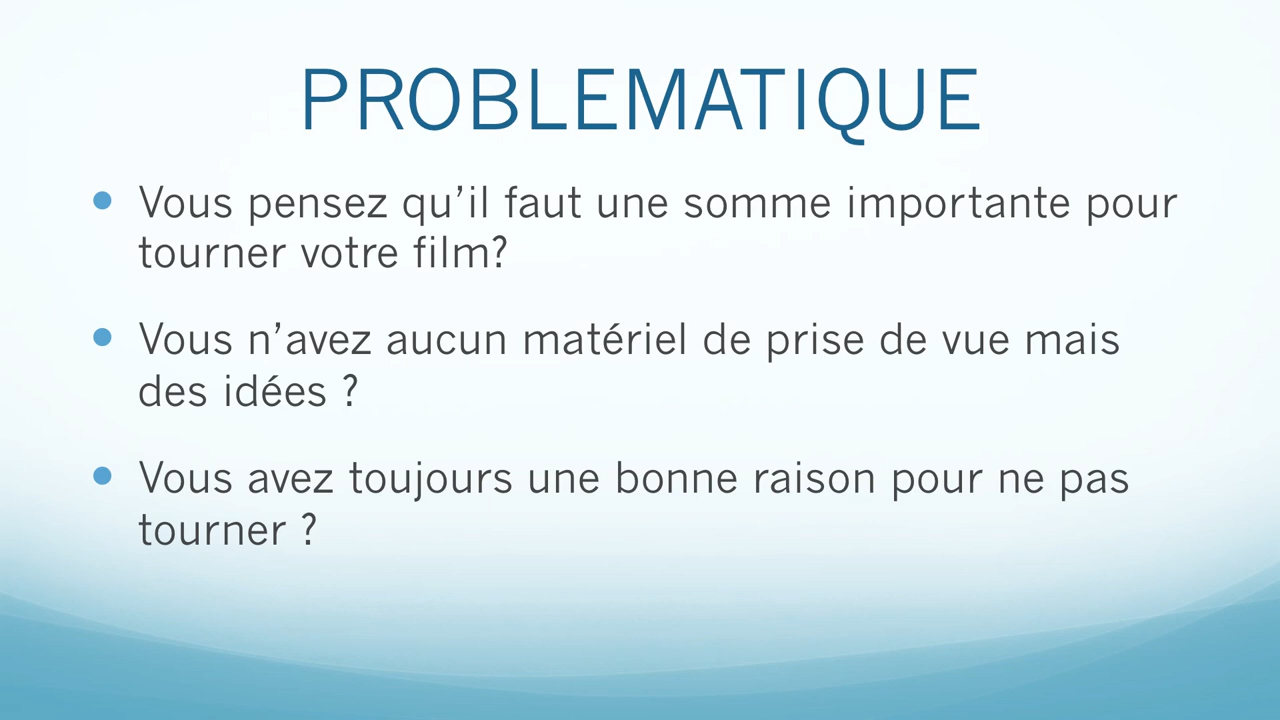 PROBLEMATIQUE
• Vous pensez qu’il faut une somme importante pour
tourner votre film?
• Vous n’avez aucun matériel de prise de vue mais
des idées ?
• Vous avez toujours une bonne raison pour ne pas
tourner ?